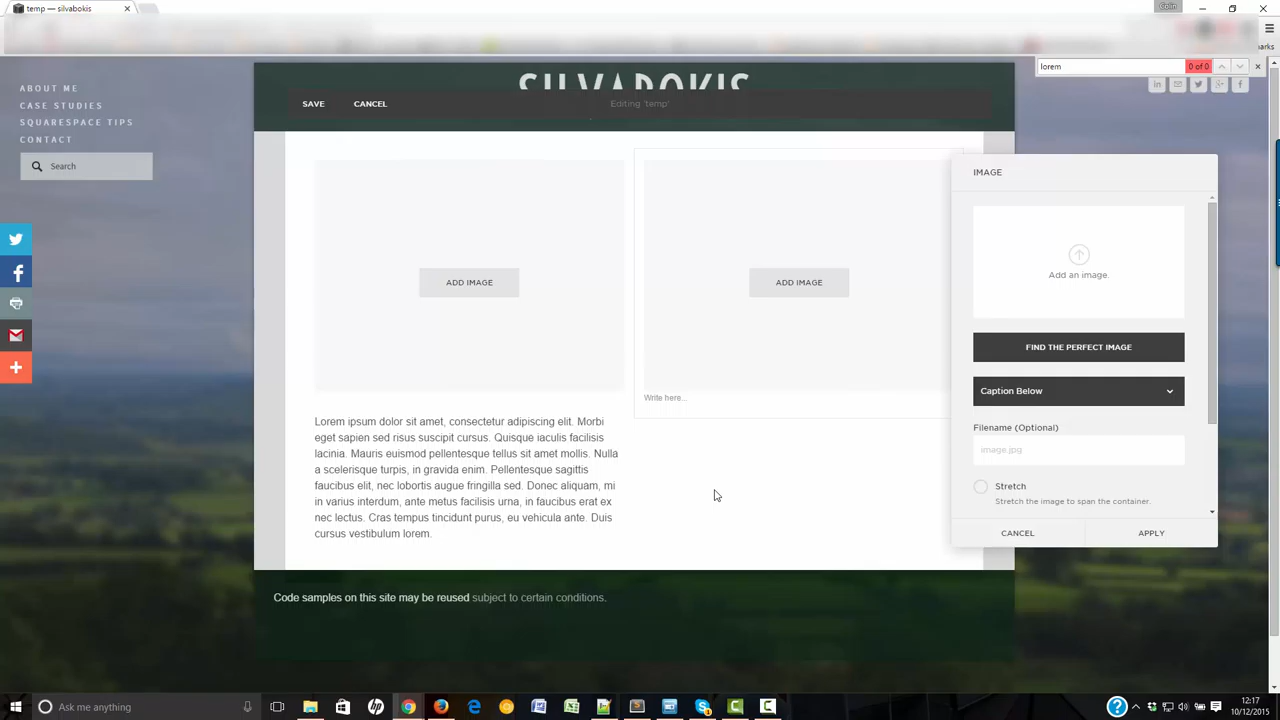 temp — silvabokis
Colin
arks
lorem
0 of 0
ABOUT ME
CASE STUDIES
SQUARESPACE TIPS
CONTACT
Search
SILVABOKIS
SAVE
CANCEL
Editing 'temp'
IMAGE
Add an image.
FIND THE PERFECT IMAGE
Caption Below
Filename (Optional)
image.jpg
Stretch
Stretch the image to span the container.
CANCEL
APPLY
ADD IMAGE
ADD IMAGE
Write here...
Lorem ipsum dolor sit amet, consectetur adipiscing elit. Morbi
eget sapien sed risus suscipit cursus. Quisque iaculis facilisis
lacinia. Mauris euismod pellentesque tellus sit amet mollis. Nulla
a scelerisque turpis, in gravida enim. Pellentesque sagittis
faucibus elit, nec lobortis augue fringilla sed. Donec aliquam, mi
in varius interdum, ante metus facilisis urna, in faucibus erat ex
nec lectus. Cras tempus tincidunt purus, eu vehicula ante. Duis
cursus vestibulum lorem.
Code samples on this site may be reused subject to certain conditions.
Ask me anything
12:17
10/12/2015